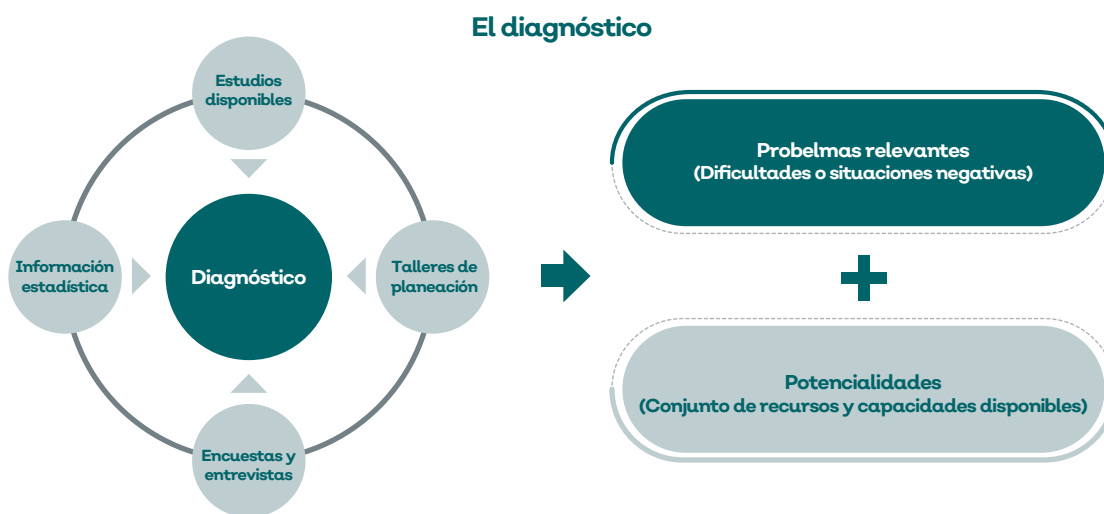 El diagnóstico
Estudios
disponibles
Información
estadística
Diagnóstico
Talleres de
planeación
Encuestas y
entrevistas
Probelmas relevantes
(Dificultades o situaciones negativas)
Potencialidades
(Conjunto de recursos y capacidades disponibles)